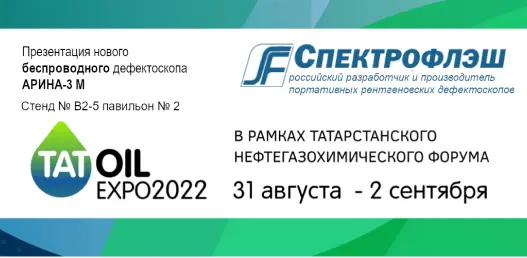 Презентация нового
беспроводного дефектоскопа
АРИНА-3 М
Стенд № В2-5 павильон № 2
SF СПЕКТРОФЛЭШ
российский разработчик и производитель
портативных рентгеновских дефектоскопов
TAT OIL
EXPO2022
В РАМКАХ ТАТАРСТАНСКОГО
НЕФТЕГАЗОХИМИЧЕСКОГО ФОРУМА
31 августа - 2 сентября